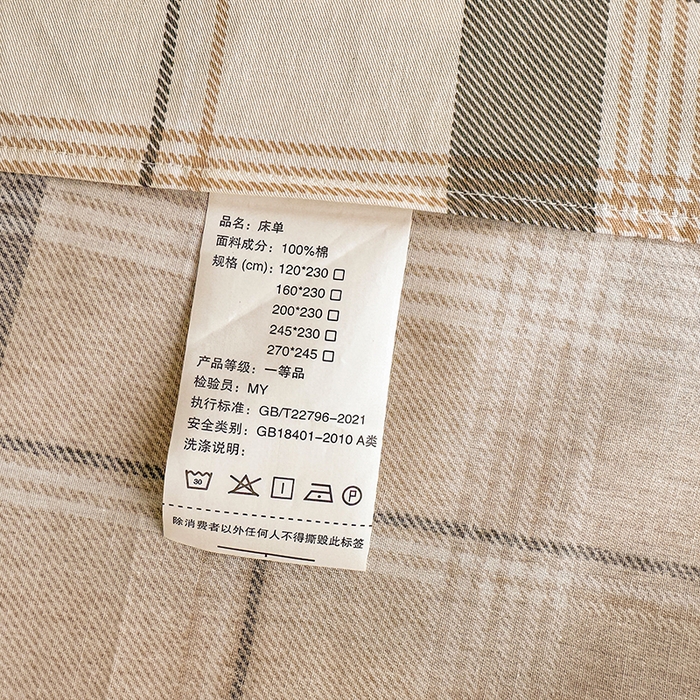 品名：床单
面料成分：100%棉
规格 (cm)：120*230 □
160*230 □
200*230 □
245*230 □
270*245 □
产品等级：一等品
检验员：MY
执行标准：GB/T22796-2021
安全类别：GB18401-2010 A类
洗涤说明：
30 P
除消费者以外任何人不得撕毁此标签